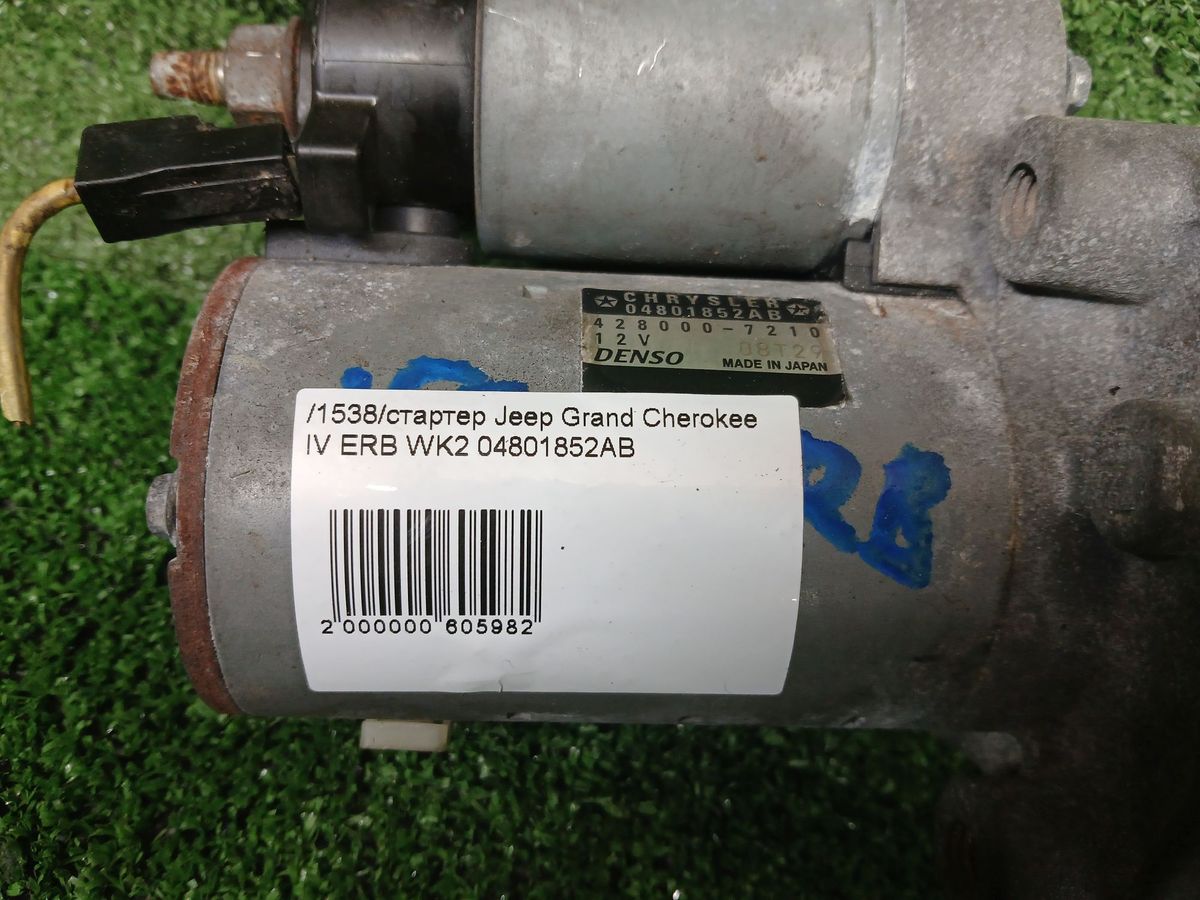 CHRYSLER
04801852AB
428000-7210
12V 08T29
DENSO MADE IN JAPAN
/1538/стартер Jeep Grand Cherokee
IV ERB WK2 04801852AB
2 000000 605982